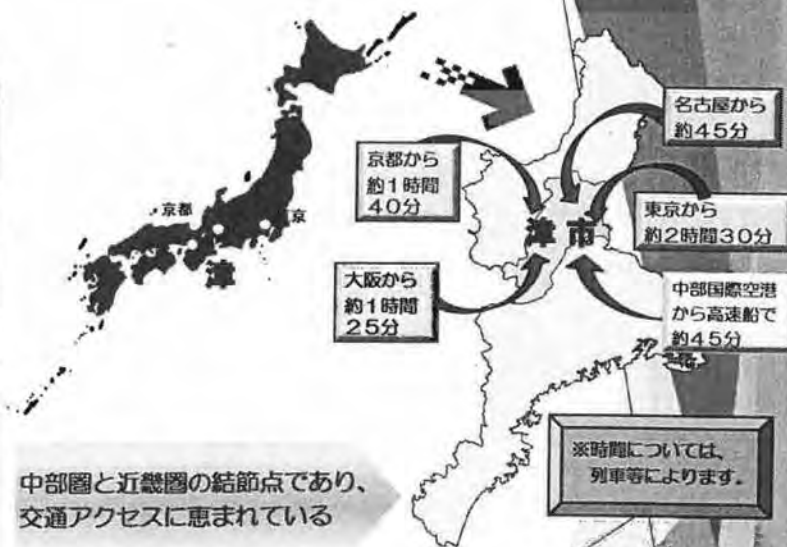 京都
京
津
名古屋から
約45分
京都から
約1時間
40分
東京から
約2時間30分
津市
大阪から
約1時間
25分
中部国際空港
から高速船で
約45分
※時間については、
列車等によります。
中部圏と近畿圏の結節点であり、
交通アクセスに恵まれている